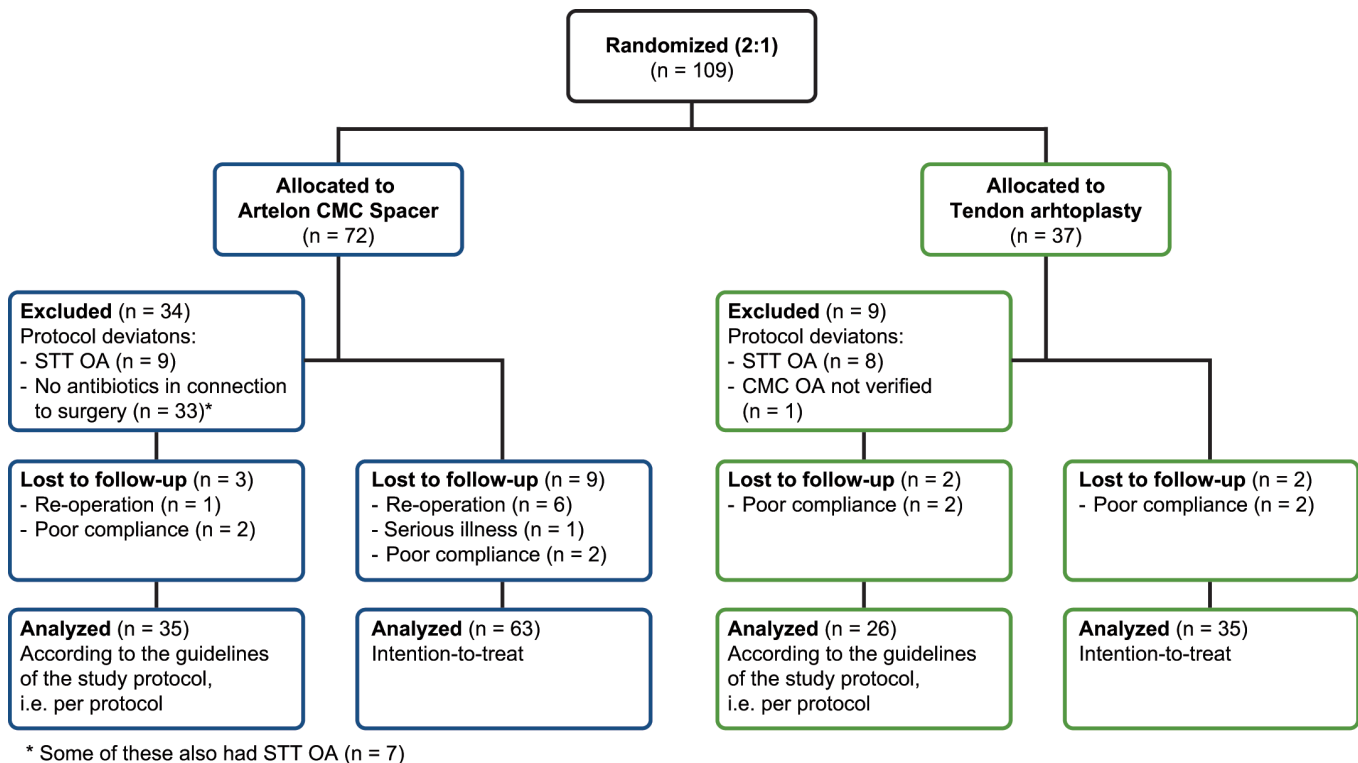 Randomized (2:1)
(n = 109)
Allocated to
Artelon CMC Spacer
(n = 72)
Allocated to
Tendon arhtoplasty
(n = 37)
Excluded (n = 34)
Protocol deviatons:
- STT OA (n = 9)
- No antibiotics in connection
to surgery (n = 33)*
Excluded (n = 9)
Protocol deviations:
- STT OA (n = 8)
- CMC OA not verified
(n = 1)
Lost to follow-up (n = 3)
- Re-operation (n = 1)
- Poor compliance (n = 2)
Lost to follow-up (n = 9)
- Re-operation (n = 6)
- Serious illness (n = 1)
- Poor compliance (n = 2)
Lost to follow-up (n = 2)
- Poor compliance (n = 2)
Lost to follow-up (n = 2)
- Poor compliance (n = 2)
Analyzed (n = 35)
According to the guidelines
of the study protocol,
i.e. per protocol
Analyzed (n = 63)
Intention-to-treat
Analyzed (n = 26)
According to the guidelines
of the study protocol,
i.e. per protocol
Analyzed (n = 35)
Intention-to-treat
* Some of these also had STT OA (n = 7)